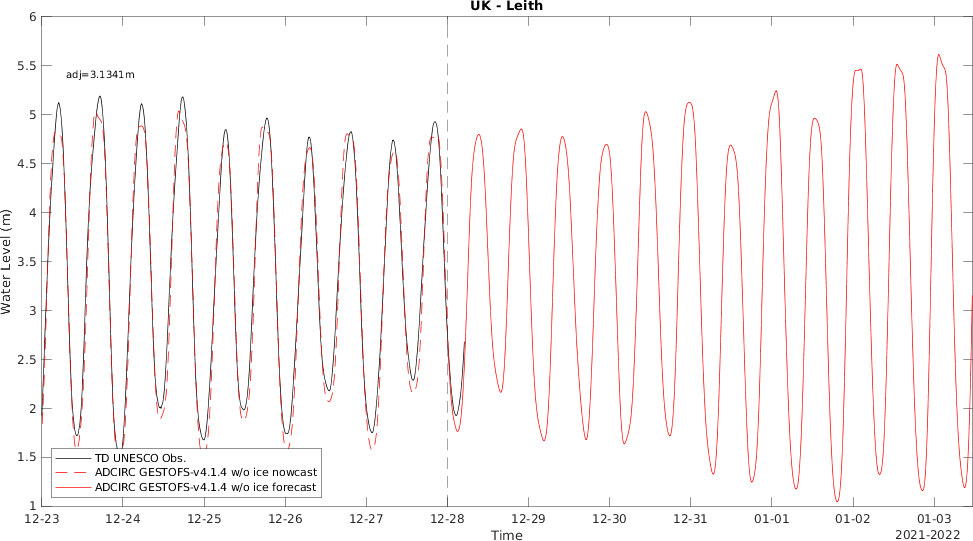 UK - Leith
6
5.5
5
4.5
4
3.5
3
2.5
2
1.5
1
Water Level (m)
adj=3.1341m
TD UNESCO Obs.
ADCIRC GESTOFS-v4.1.4 w/o ice nowcast
ADCIRC GESTOFS-v4.1.4 w/o ice forecast
12-23 12-24 12-25 12-26 12-27 12-28 12-29 12-30 12-31 01-01 01-02 01-03
Time
2021-2022